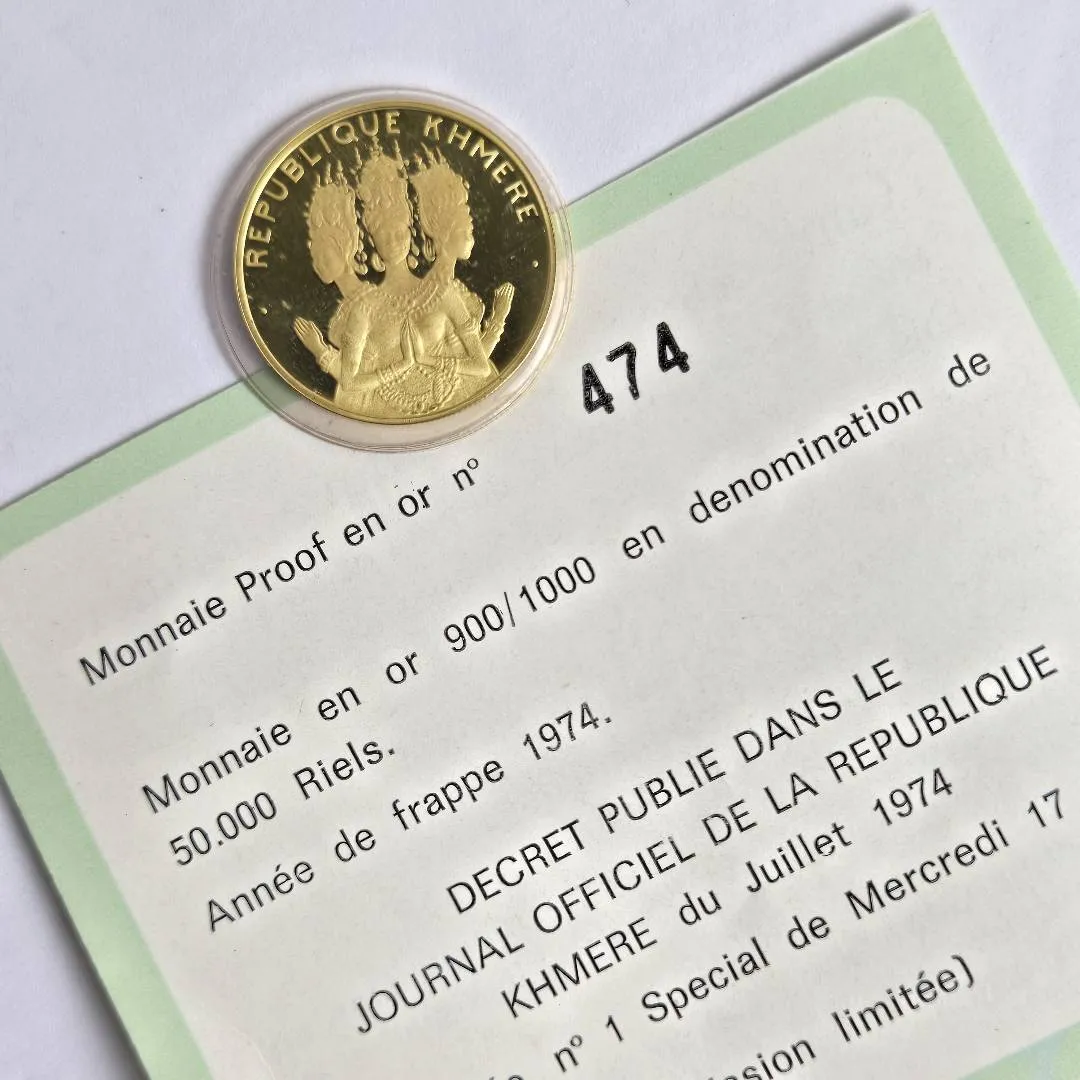 REPUBLIQUE KHMERE
474
Monnaie Proof en or nº
Monnaie en or 900/1000 en denomination de
50.000 Riels.
Année de frappe 1974.
DECRET PUBLIE DANS LE
JOURNAL OFFICIEL DE LA REPUBLIQUE
KHMERE du Juillet 1974
nº 1 Special de Mercredi 17
limitée)